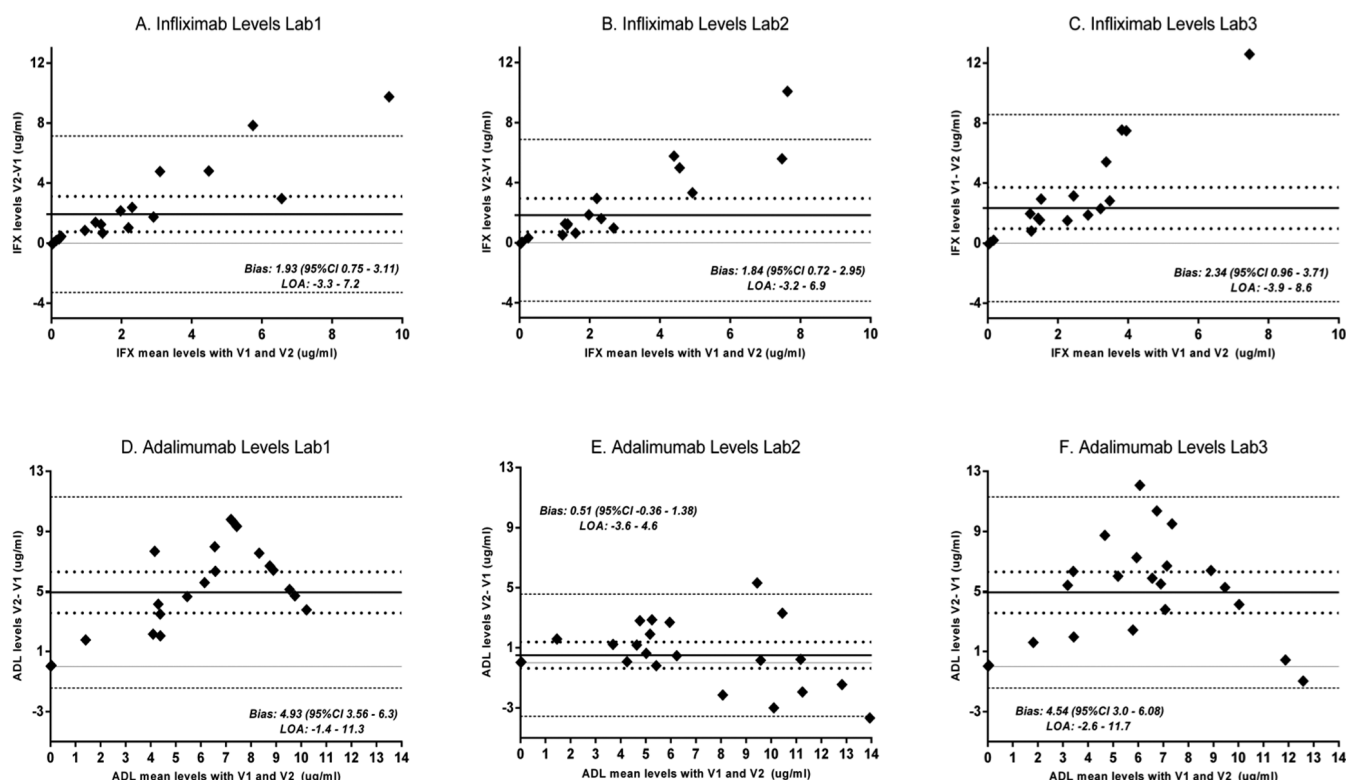 A. Infliximab Levels Lab1
IFX levels V2-V1 (ug/ml)
12
8
4
0
-4
Bias: 1.93 (95%CI 0.75 - 3.11)
LOA: -3.3 - 7.2
0 2 4 6 8 10
IFX mean levels with V1 and V2 (ug/ml)
B. Infliximab Levels Lab2
IFX levels V2-V1 (ug/ml)
12
8
4
0
-4
Bias: 1.84 (95%CI 0.72 - 2.95)
LOA: -3.2 - 6.9
0 2 4 6 8 10
IFX mean levels with V1 and V2 (ug/ml)
C. Infliximab Levels Lab3
IFX levels V1- V2 (ug/ml)
12
8
4
0
-4
Bias: 2.34 (95%CI 0.96 - 3.71)
LOA: -3.9 - 8.6
0 2 4 6 8 10
IFX mean levels with V1 and V2 (ug/ml)
D. Adalimumab Levels Lab1
ADL levels V2- V1 (ug/ml)
13
9
5
1
-3
Bias: 4.93 (95%CI 3.56 - 6.3)
LOA: -1.4 - 11.3
0 1 2 3 4 5 6 7 8 9 10 11 12 13 14
ADL mean levels with V1 and V2 (ug/ml)
E. Adalimumab Levels Lab2
ADL levels V2- V1 (ug/ml)
13
9
5
1
-3
Bias: 0.51 (95%CI -0.36 - 1.38)
LOA: -3.6 - 4.6
0 1 2 3 4 5 6 7 8 9 10 11 12 13 14
ADL mean levels with V1 and V2 (ug/ml)
F. Adalimumab Levels Lab3
ADL levels V2- V1 (ug/ml)
13
9
5
1
-3
Bias: 4.54 (95%CI 3.0 - 6.08)
LOA: -2.6 - 11.7
0 1 2 3 4 5 6 7 8 9 10 11 12 13 14
ADL mean levels with V1 and V2 (ug/ml)